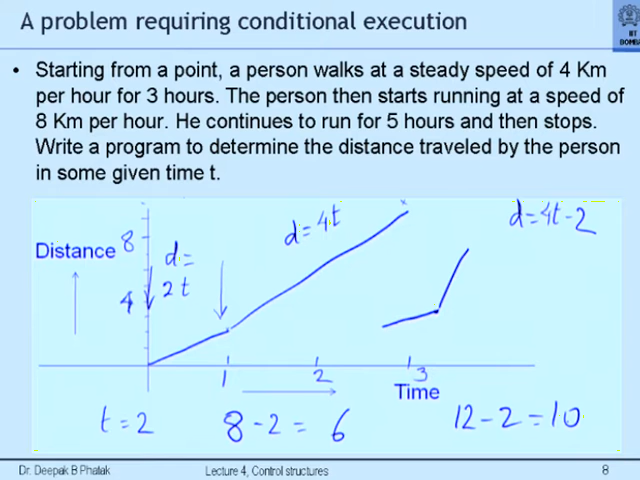 A problem requiring conditional execution
IIT
BOMBAY
• Starting from a point, a person walks at a steady speed of 4 Km
per hour for 3 hours. The person then starts running at a speed of
8 Km per hour. He continues to run for 5 hours and then stops.
Write a program to determine the distance traveled by the person
in some given time t.
d=4t
d=4t-2
Distance
8
d=
2t
4
1
2
3
Time
t=2
8-2=6
12-2=10
Dr. Deepak B Phatak
Lecture 4, Control structures
8